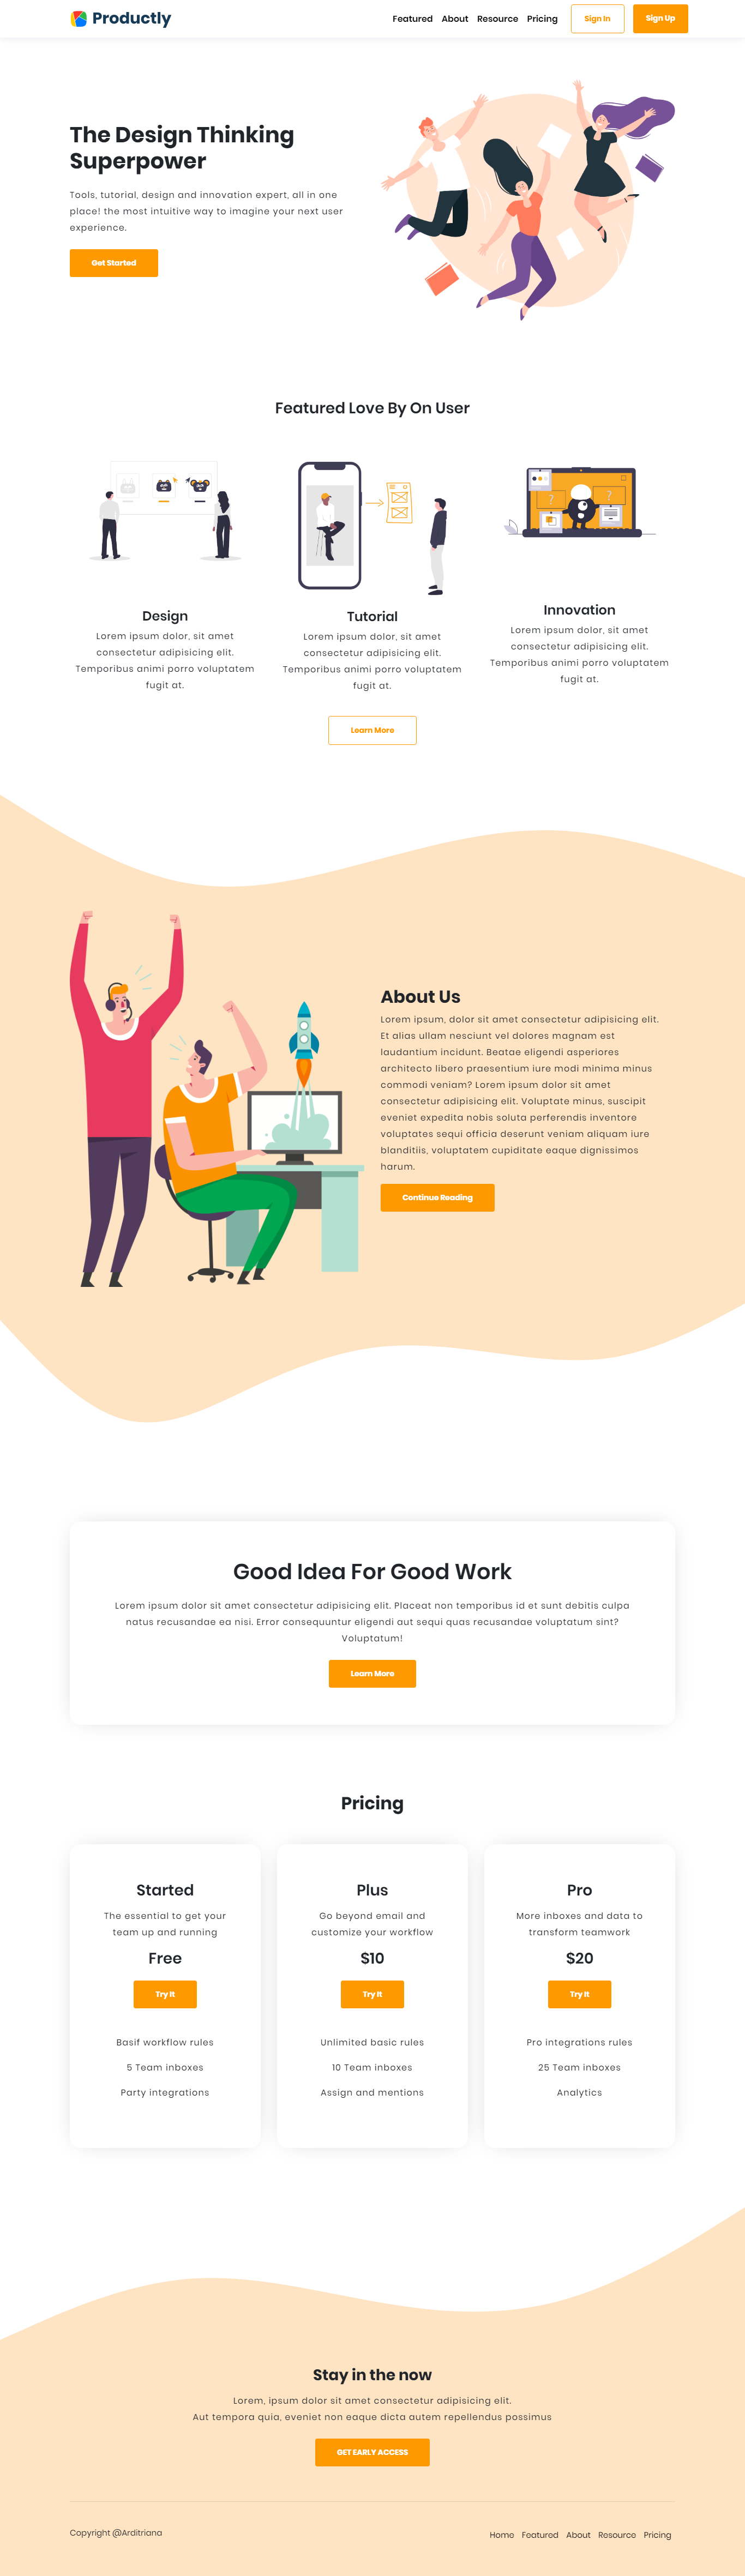 Productly
Featured About Resource Pricing Sign In Sign Up
The Design Thinking
Superpower
Tools, tutorial, design and innovation expert, all in one
place! the most intuitive way to imagine your next user
experience.
Get Started
Featured Love By On User
Design
Lorem ipsum dolor, sit amet
consectetur adipisicing elit.
Temporibus animi porro voluptatem
fugit at.
Tutorial
Lorem ipsum dolor, sit amet
consectetur adipisicing elit.
Temporibus animi porro voluptatem
fugit at.
? ?
Innovation
Lorem ipsum dolor, sit amet
consectetur adipisicing elit.
Temporibus animi porro voluptatem
fugit at.
Learn More
About Us
Lorem ipsum, dolor sit amet consectetur adipisicing elit.
Et alias ullam nesciunt vel dolores magnam est
laudantium incidunt. Beatae eligendi asperiores
architecto libero praesentium iure modi minima minus
commodi veniam? Lorem ipsum dolor sit amet
consectetur adipisicing elit. Voluptate minus, suscipit
eveniet expedita nobis soluta perferendis inventore
voluptates sequi officia deserunt veniam aliquam iure
blanditiis, voluptatem cupiditate eaque dignissimos
harum.
Continue Reading
Good Idea For Good Work
Lorem ipsum dolor sit amet consectetur adipisicing elit. Placeat non temporibus id et sunt debitis culpa
natus recusandae ea nisi. Error consequuntur eligendi aut sequi quas recusandae voluptatum sint?
Voluptatum!
Learn More
Pricing
Started
The essential to get your
team up and running
Free
Try It
Basif workflow rules
5 Team inboxes
Party integrations
Plus
Go beyond email and
customize your workflow
$10
Try It
Unlimited basic rules
10 Team inboxes
Assign and mentions
Pro
More inboxes and data to
transform teamwork
$20
Try It
Pro integrations rules
25 Team inboxes
Analytics
Stay in the now
Lorem, ipsum dolor sit amet consectetur adipisicing elit.
Aut tempora quia, eveniet non eaque dicta autem repellendus possimus
GET EARLY ACCESS
Copyright @Arditriana
Home Featured About Resource Pricing